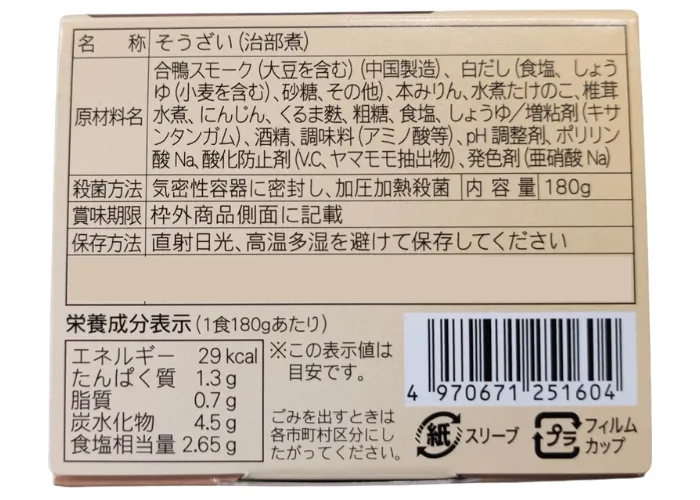 名　称 そうざい(治部煮)
原材料名 合鴨スモーク(大豆を含む)(中国製造)、白だし(食塩、しょうゆ(小麦を含む)、砂糖、その他)、本みりん、水煮たけのこ、椎茸水煮、にんじん、くるま麩、粗糖、食塩、しょうゆ／増粘剤(キサンタンガム)、酒精、調味料(アミノ酸等)、pH調整剤、ポリリン酸Na、酸化防止剤(V.C、ヤマモモ抽出物)、発色剤(亜硝酸Na)
殺菌方法 気密性容器に密封し、加圧加熱殺菌 内容量 180g
賞味期限 枠外商品側面に記載
保存方法 直射日光、高温多湿を避けて保存してください
栄養成分表示(1食180gあたり)
エネルギー 29kcal
たんぱく質 1.3g
脂質 0.7g
炭水化物 4.5g
食塩相当量 2.65g
※この表示値は
目安です。
ごみを出すときは
各市町村区分にし
たがってください。
4 970671 251604
紙 スリーブ
プラ フィルム
カップ